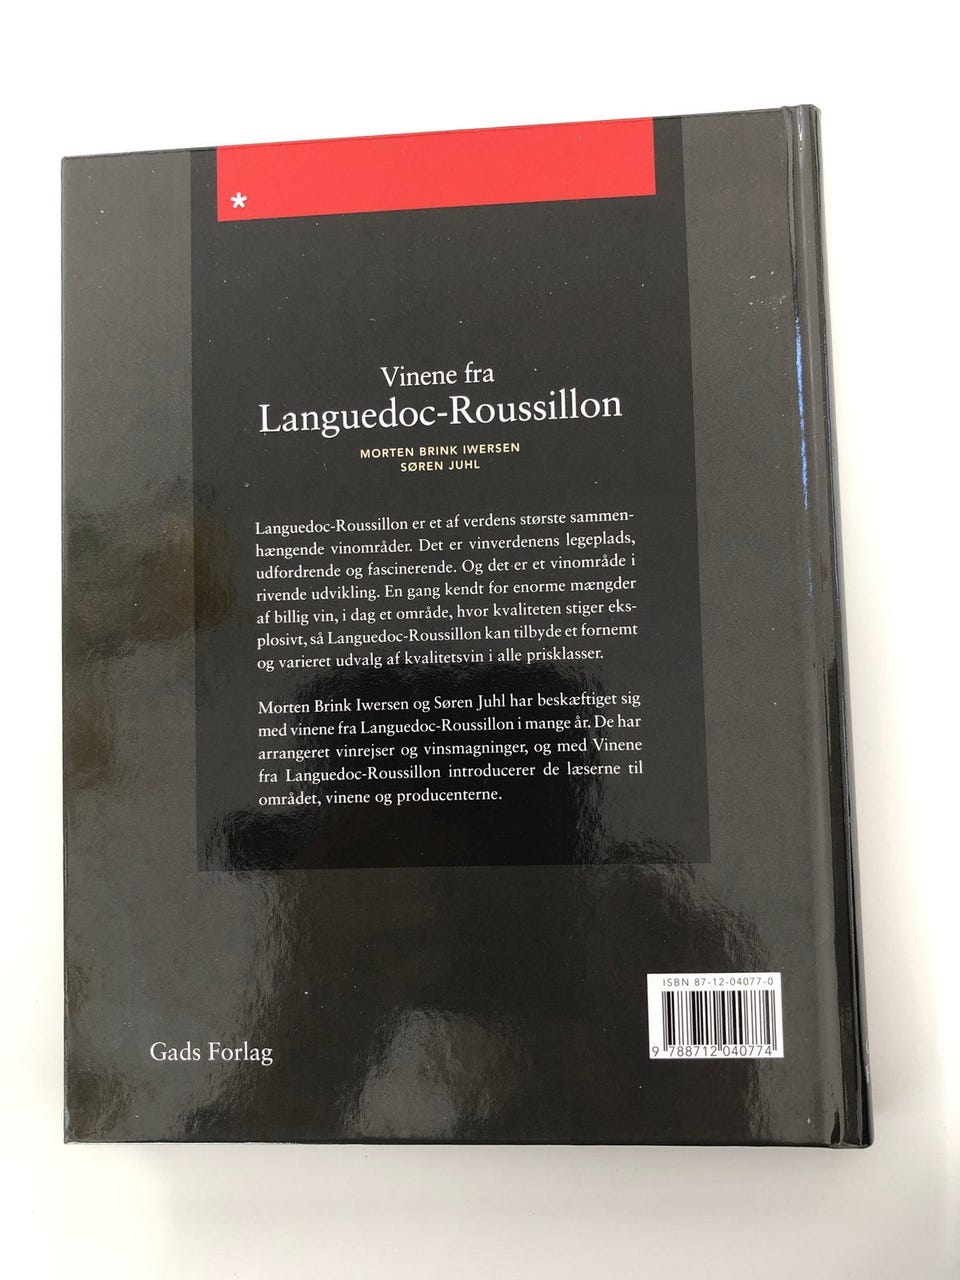 *
Vinene fra
Languedoc-Roussillon
MORTEN BRINK IWERSEN
SØREN JUHL
Languedoc-Roussillon er et af verdens største sammen-
hængende vinområder. Det er vinverdenens legeplads,
udfordrende og fascinerende. Og det er et vinområde i
rivende udvikling. En gang kendt for enorme mængder
af billig vin, i dag et område, hvor kvaliteten stiger eks-
plosivt, så Languedoc-Roussillon kan tilbyde et fornemt
og varieret udvalg af kvalitetsvin i alle prisklasser.
Morten Brink Iwersen og Søren Juhl har beskæftiget sig
med vinene fra Languedoc-Roussillon i mange år. De har
arrangeret vinrejser og vinsmagninger, og med Vinene
fra Languedoc-Roussillon introducerer de læserne til
området, vinene og producenterne.
ISBN 87-12-04077-0
9 788712 040774
Gads Forlag